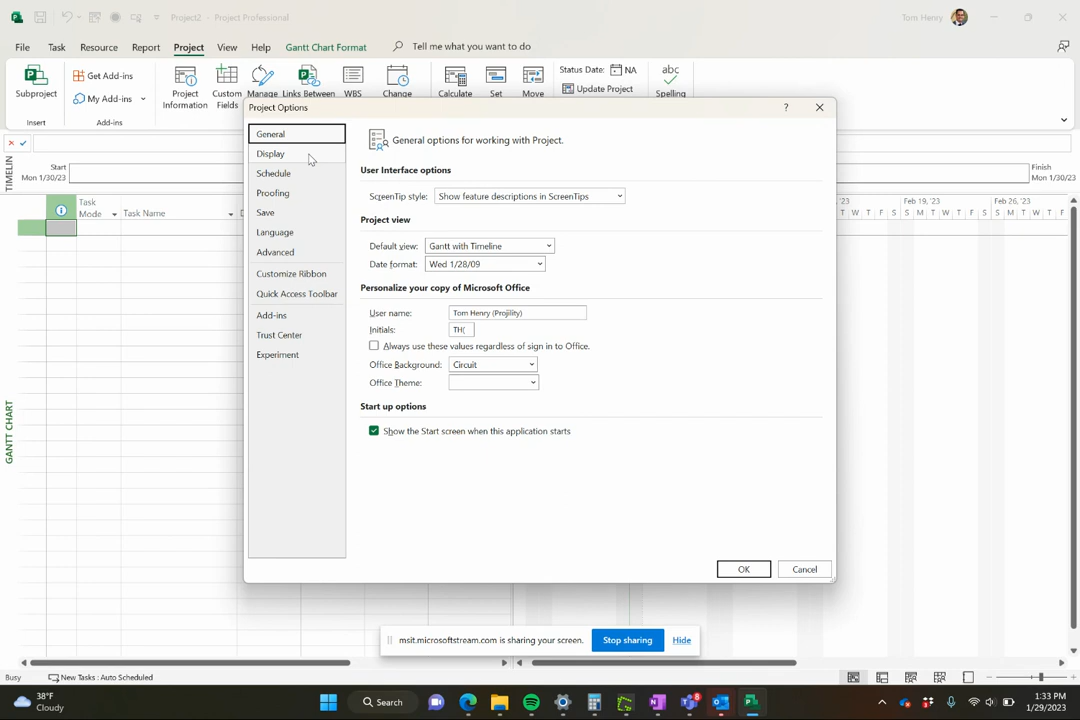 Project2 - Project Professional
Tom Henry
File Task Resource Report Project View Help Gantt Chart Format Tell me what you want to do
Subproject
Get Add-ins
My Add-ins
Project Information
Custom Fields
Manage
Links Between
WBS
Change
Calculate
Set
Move
Status Date: NA
Update Project
abc
Spelling
Insert
Add-ins
TIMELIN
Start
Mon 1/30/23
Finish
Mon 1/30/23
Task Mode
Task Name
D
'23
Feb 19, '23
Feb 26, '23
T W T F S S M T W T F S S M T W T F
GANTT CHART
Project Options
?
General
Display
Schedule
Proofing
Save
Language
Advanced
Customize Ribbon
Quick Access Toolbar
Add-ins
Trust Center
Experiment
General options for working with Project.
User Interface options
ScreenTip style: Show feature descriptions in ScreenTips
Project view
Default view: Gantt with Timeline
Date format: Wed 1/28/09
Personalize your copy of Microsoft Office
User name: Tom Henry (Projility)
Initials: TH(
Always use these values regardless of sign in to Office.
Office Background: Circuit
Office Theme:
Start up options
Show the Start screen when this application starts
OK Cancel
msit.microsoftstream.com is sharing your screen. Stop sharing Hide
Busy New Tasks : Auto Scheduled
38°F
Cloudy
Search
8
1:33 PM
1/29/2023